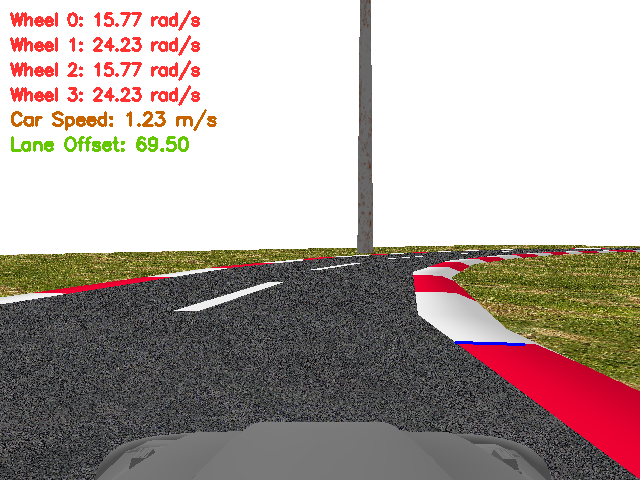 Wheel 0: 15.77 rad/s
Wheel 1: 24.23 rad/s
Wheel 2: 15.77 rad/s
Wheel 3: 24.23 rad/s
Car Speed: 1.23 m/s
Lane Offset: 69.50